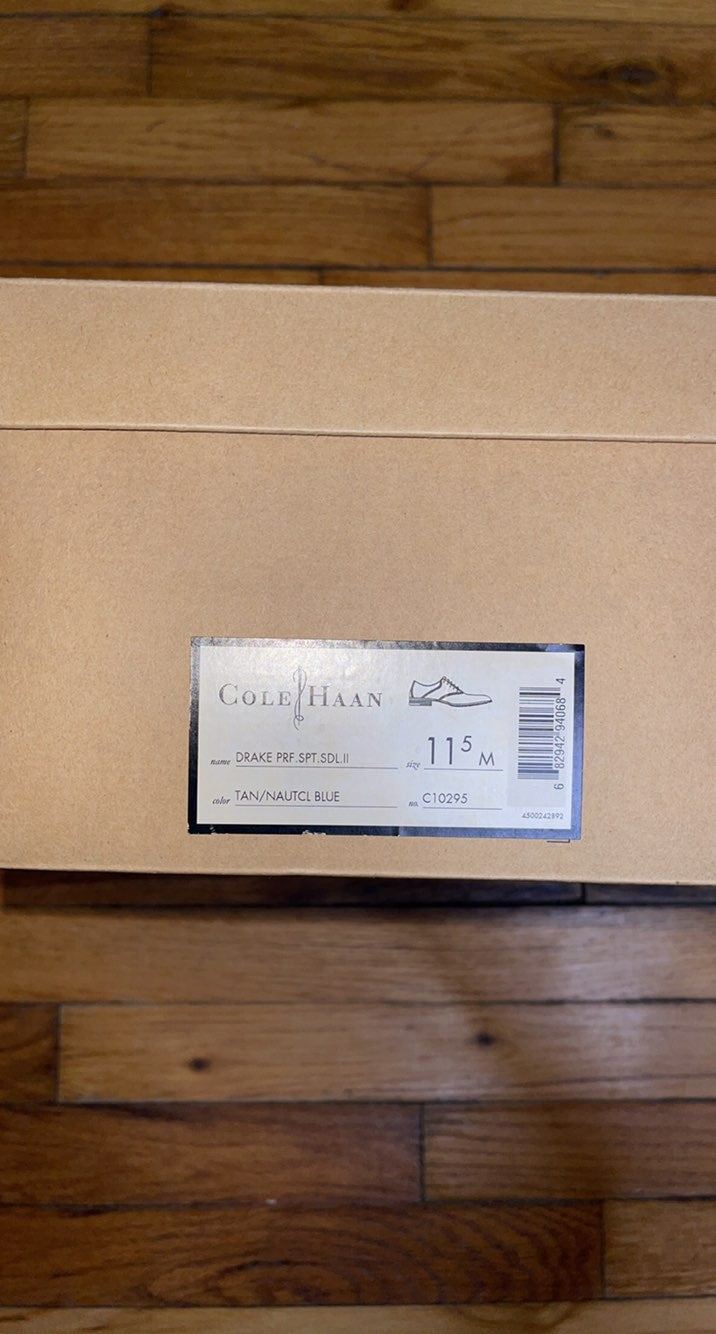 COLE HAAN
name DRAKE PRF.SPT.SDL.II
size 11 5 M
color TAN/NAUTCL BLUE
no. C10295
6 82942 94068 4
4500242892